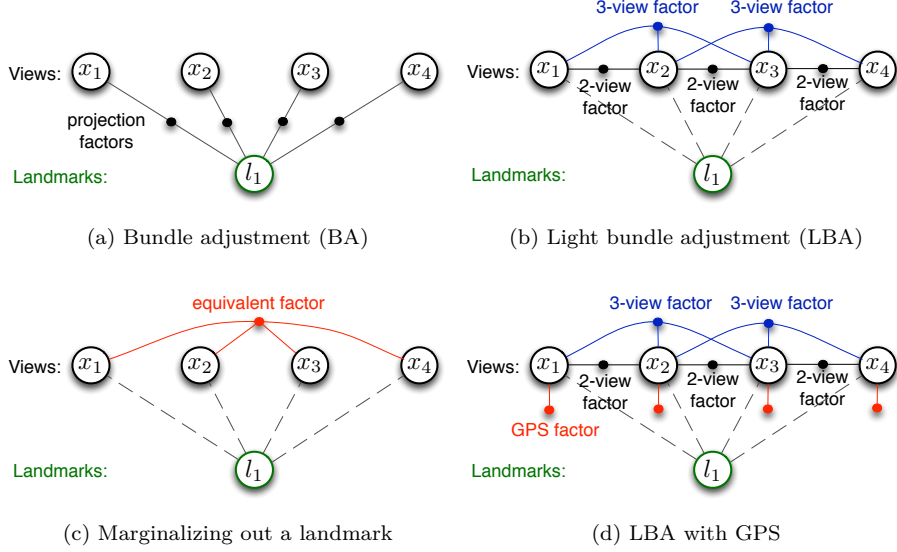 Views:
x1
x2
x3
x4
projection
factors
Landmarks:
l1
(a) Bundle adjustment (BA)
3-view factor
3-view factor
Views:
x1
x2
x3
x4
2-view
factor
2-view
factor
2-view
factor
Landmarks:
l1
(b) Light bundle adjustment (LBA)
equivalent factor
Views:
x1
x2
x3
x4
Landmarks:
l1
(c) Marginalizing out a landmark
3-view factor
3-view factor
Views:
x1
x2
x3
x4
2-view
factor
2-view
factor
2-view
factor
GPS factor
Landmarks:
l1
(d) LBA with GPS